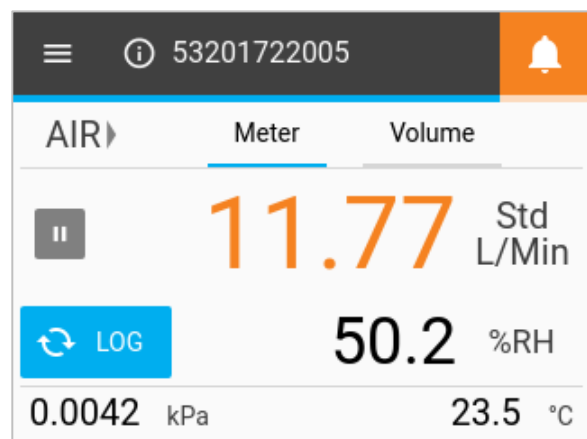 53201722005
AIR Meter Volume
11.77 Std L/Min
LOG 50.2 %RH
0.0042 kPa 23.5 °C